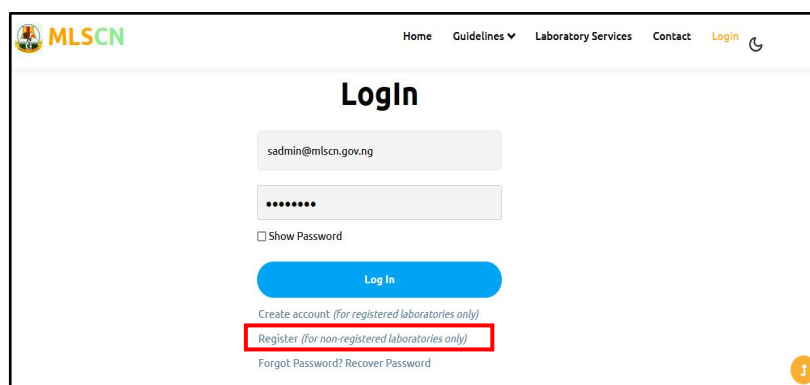 MLSCN Home Guidelines Laboratory Services Contact Login
LogIn
sadmin@mlscn.gov.ng
••••••••
Show Password
Log In
Create account (for registered laboratories only)
Register (for non-registered laboratories only)
Forgot Password? Recover Password